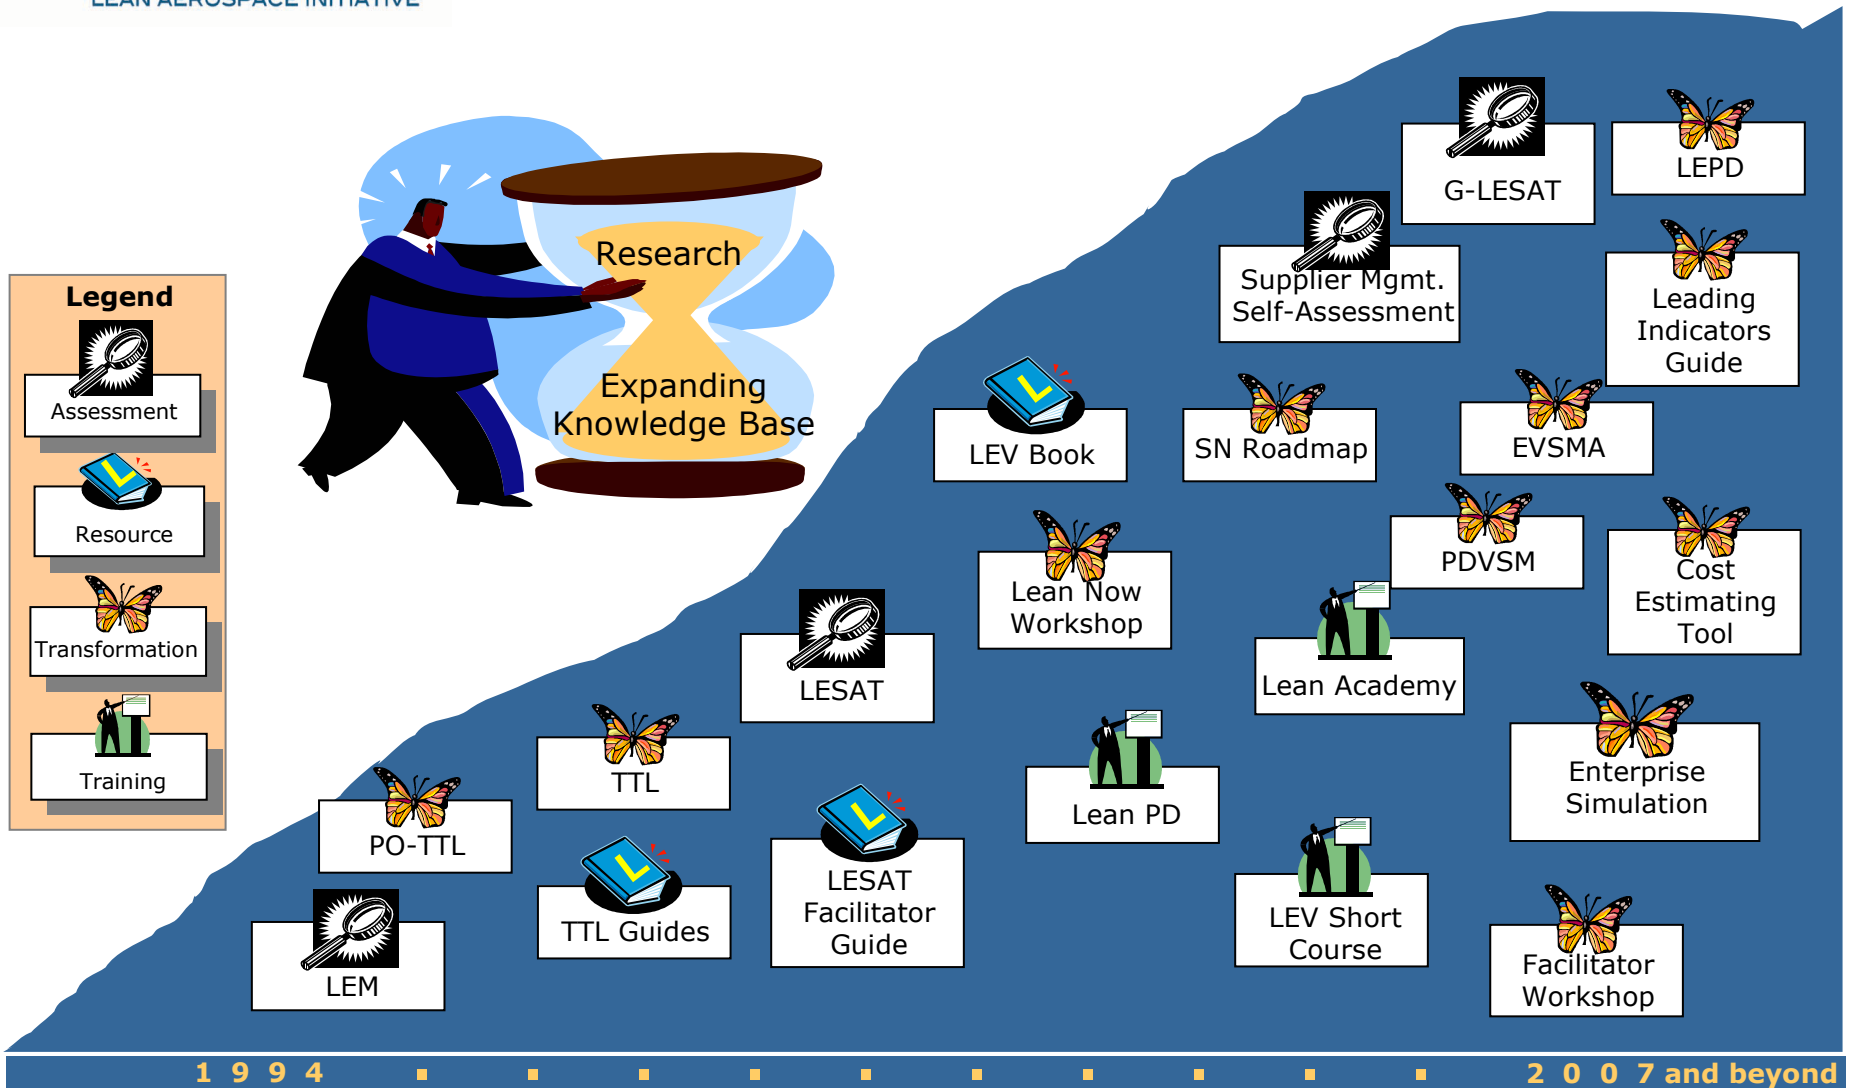 LEAN AEROSPACE INITIATIVE
Research
Expanding
Knowledge Base
Legend
Assessment
Resource
Transformation
Training
G-LESAT
LEPD
Supplier Mgmt.
Self-Assessment
Leading
Indicators
Guide
LEV Book
SN Roadmap
EVSMA
Lean Now
Workshop
PDVSM
Cost
Estimating
Tool
LESAT
Lean Academy
TTL
Lean PD
Enterprise
Simulation
PO-TTL
TTL Guides
LESAT
Facilitator
Guide
LEV Short
Course
LEM
Facilitator
Workshop
1 9 9 4
2 0 0 7 and beyond